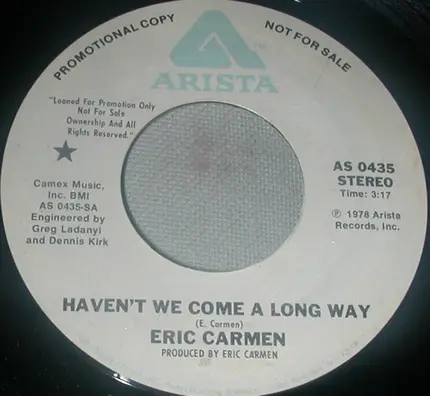 PROMOTIONAL COPY
NOT FOR SALE
ARISTA
TM
"Loaned For Promotion Only
Not For Sale
Ownership And All
Rights Reserved."
Camex Music,
Inc. BMI
AS 0435-SA
Engineered by
Greg Ladanyi
and Dennis Kirk
AS 0435
STEREO
Time: 3:17
℗ 1978 Arista
Records, Inc.
HAVEN'T WE COME A LONG WAY
(E. Carmen)
ERIC CARMEN
PRODUCED BY ERIC CARMEN